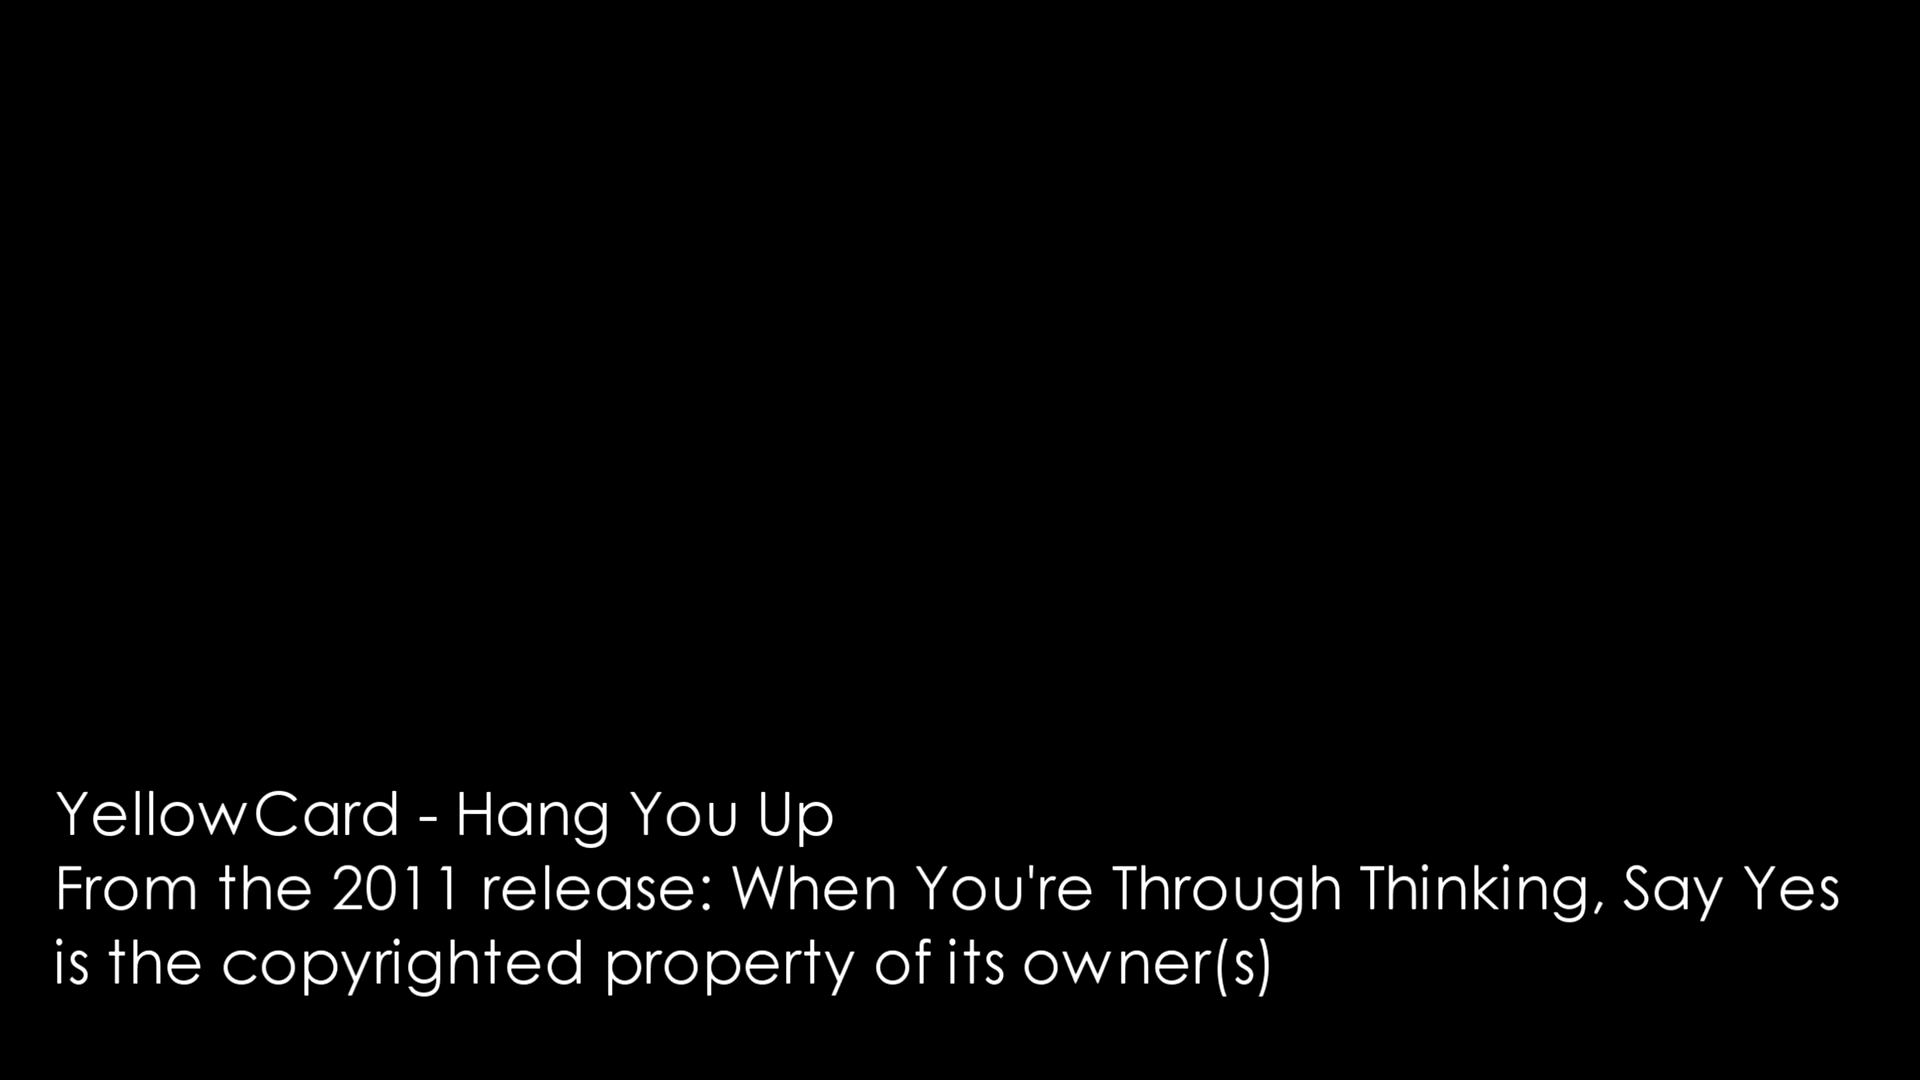 YellowCard - Hang You Up
From the 2011 release: When You're Through Thinking, Say Yes
is the copyrighted property of its owner(s)